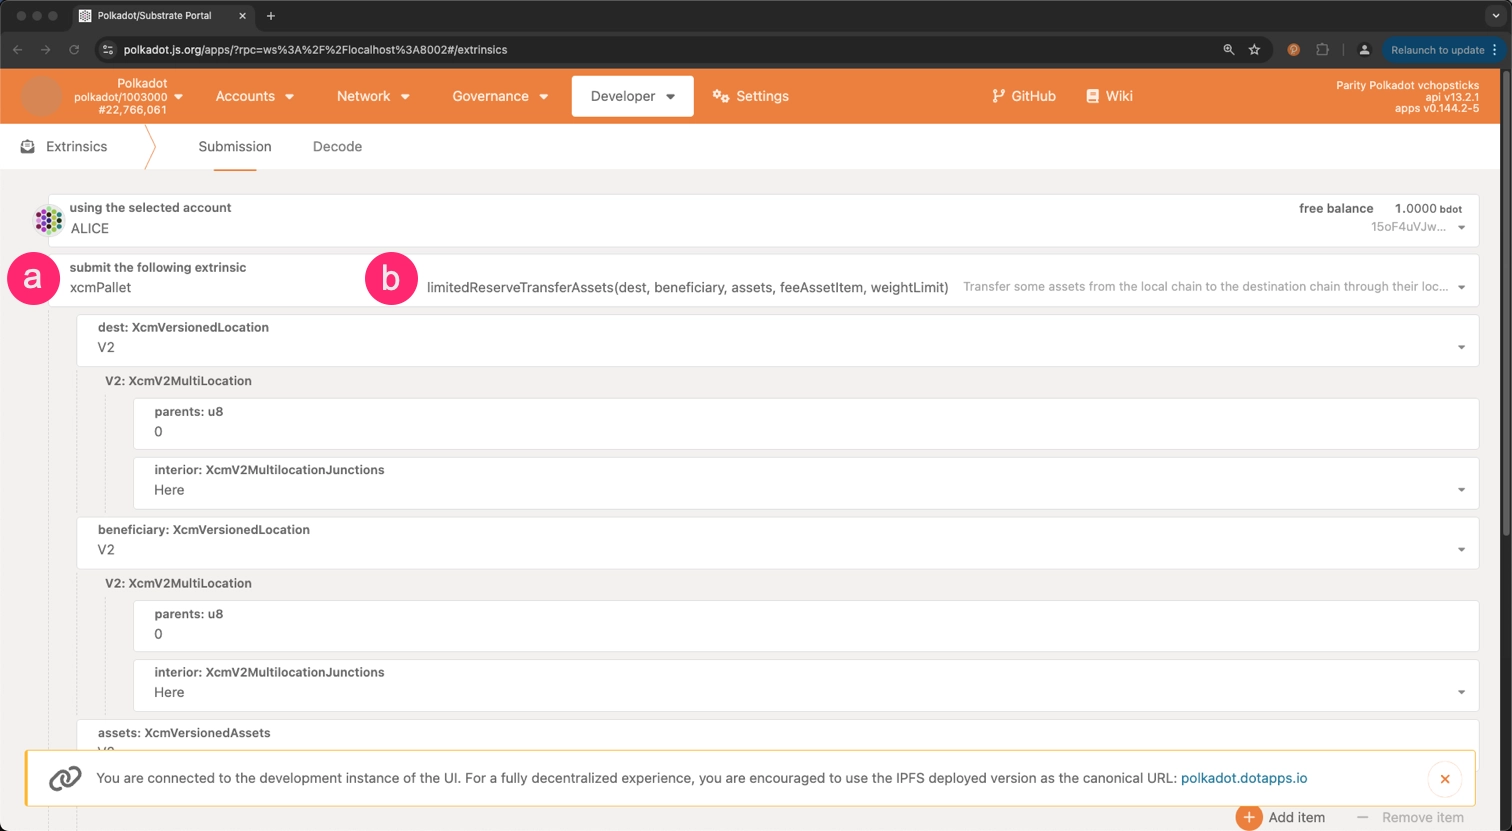 Polkadot/Substrate Portal
polkadot.js.org/apps/?rpc=ws%3A%2F%2Flocalhost%3A8002#/extrinsics
Relaunch to update
Polkadot
polkadot/1003000
#22,766,061
Accounts
Network
Governance
Developer
Settings
GitHub
Wiki
Parity Polkadot vchopsticks
api v13.2.1
apps v0.144.2-5
Extrinsics
Submission
Decode
using the selected account
ALICE
free balance 1.0000 bdot
15oF4uVJw...
a
submit the following extrinsic
xcmPallet
b
limitedReserveTransferAssets(dest, beneficiary, assets, feeAssetItem, weightLimit)
Transfer some assets from the local chain to the destination chain through their loc...
dest: XcmVersionedLocation
V2
V2: XcmV2MultiLocation
parents: u8
0
interior: XcmV2MultilocationJunctions
Here
beneficiary: XcmVersionedLocation
V2
V2: XcmV2MultiLocation
parents: u8
0
interior: XcmV2MultilocationJunctions
Here
assets: XcmVersionedAssets
You are connected to the development instance of the UI. For a fully decentralized experience, you are encouraged to use the IPFS deployed version as the canonical URL: polkadot.dotapps.io
Add item
Remove item